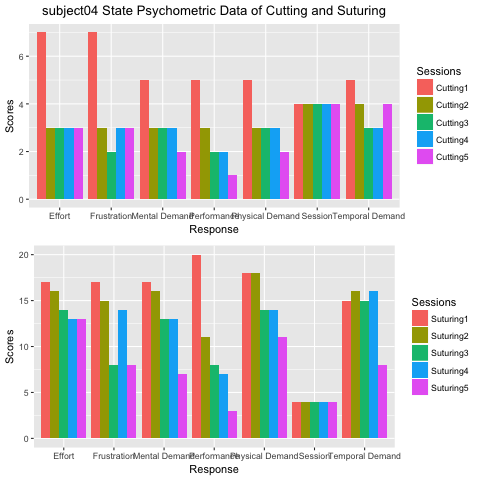 subject04 State Psychometric Data of Cutting and Suturing
Scores
6
4
2
0
Effort Frustration Mental Demand Performance Physical Demand Session Temporal Demand
Response
Sessions
Cutting1
Cutting2
Cutting3
Cutting4
Cutting5
Scores
20
15
10
5
0
Effort Frustration Mental Demand Performance Physical Demand Session Temporal Demand
Response
Sessions
Suturing1
Suturing2
Suturing3
Suturing4
Suturing5